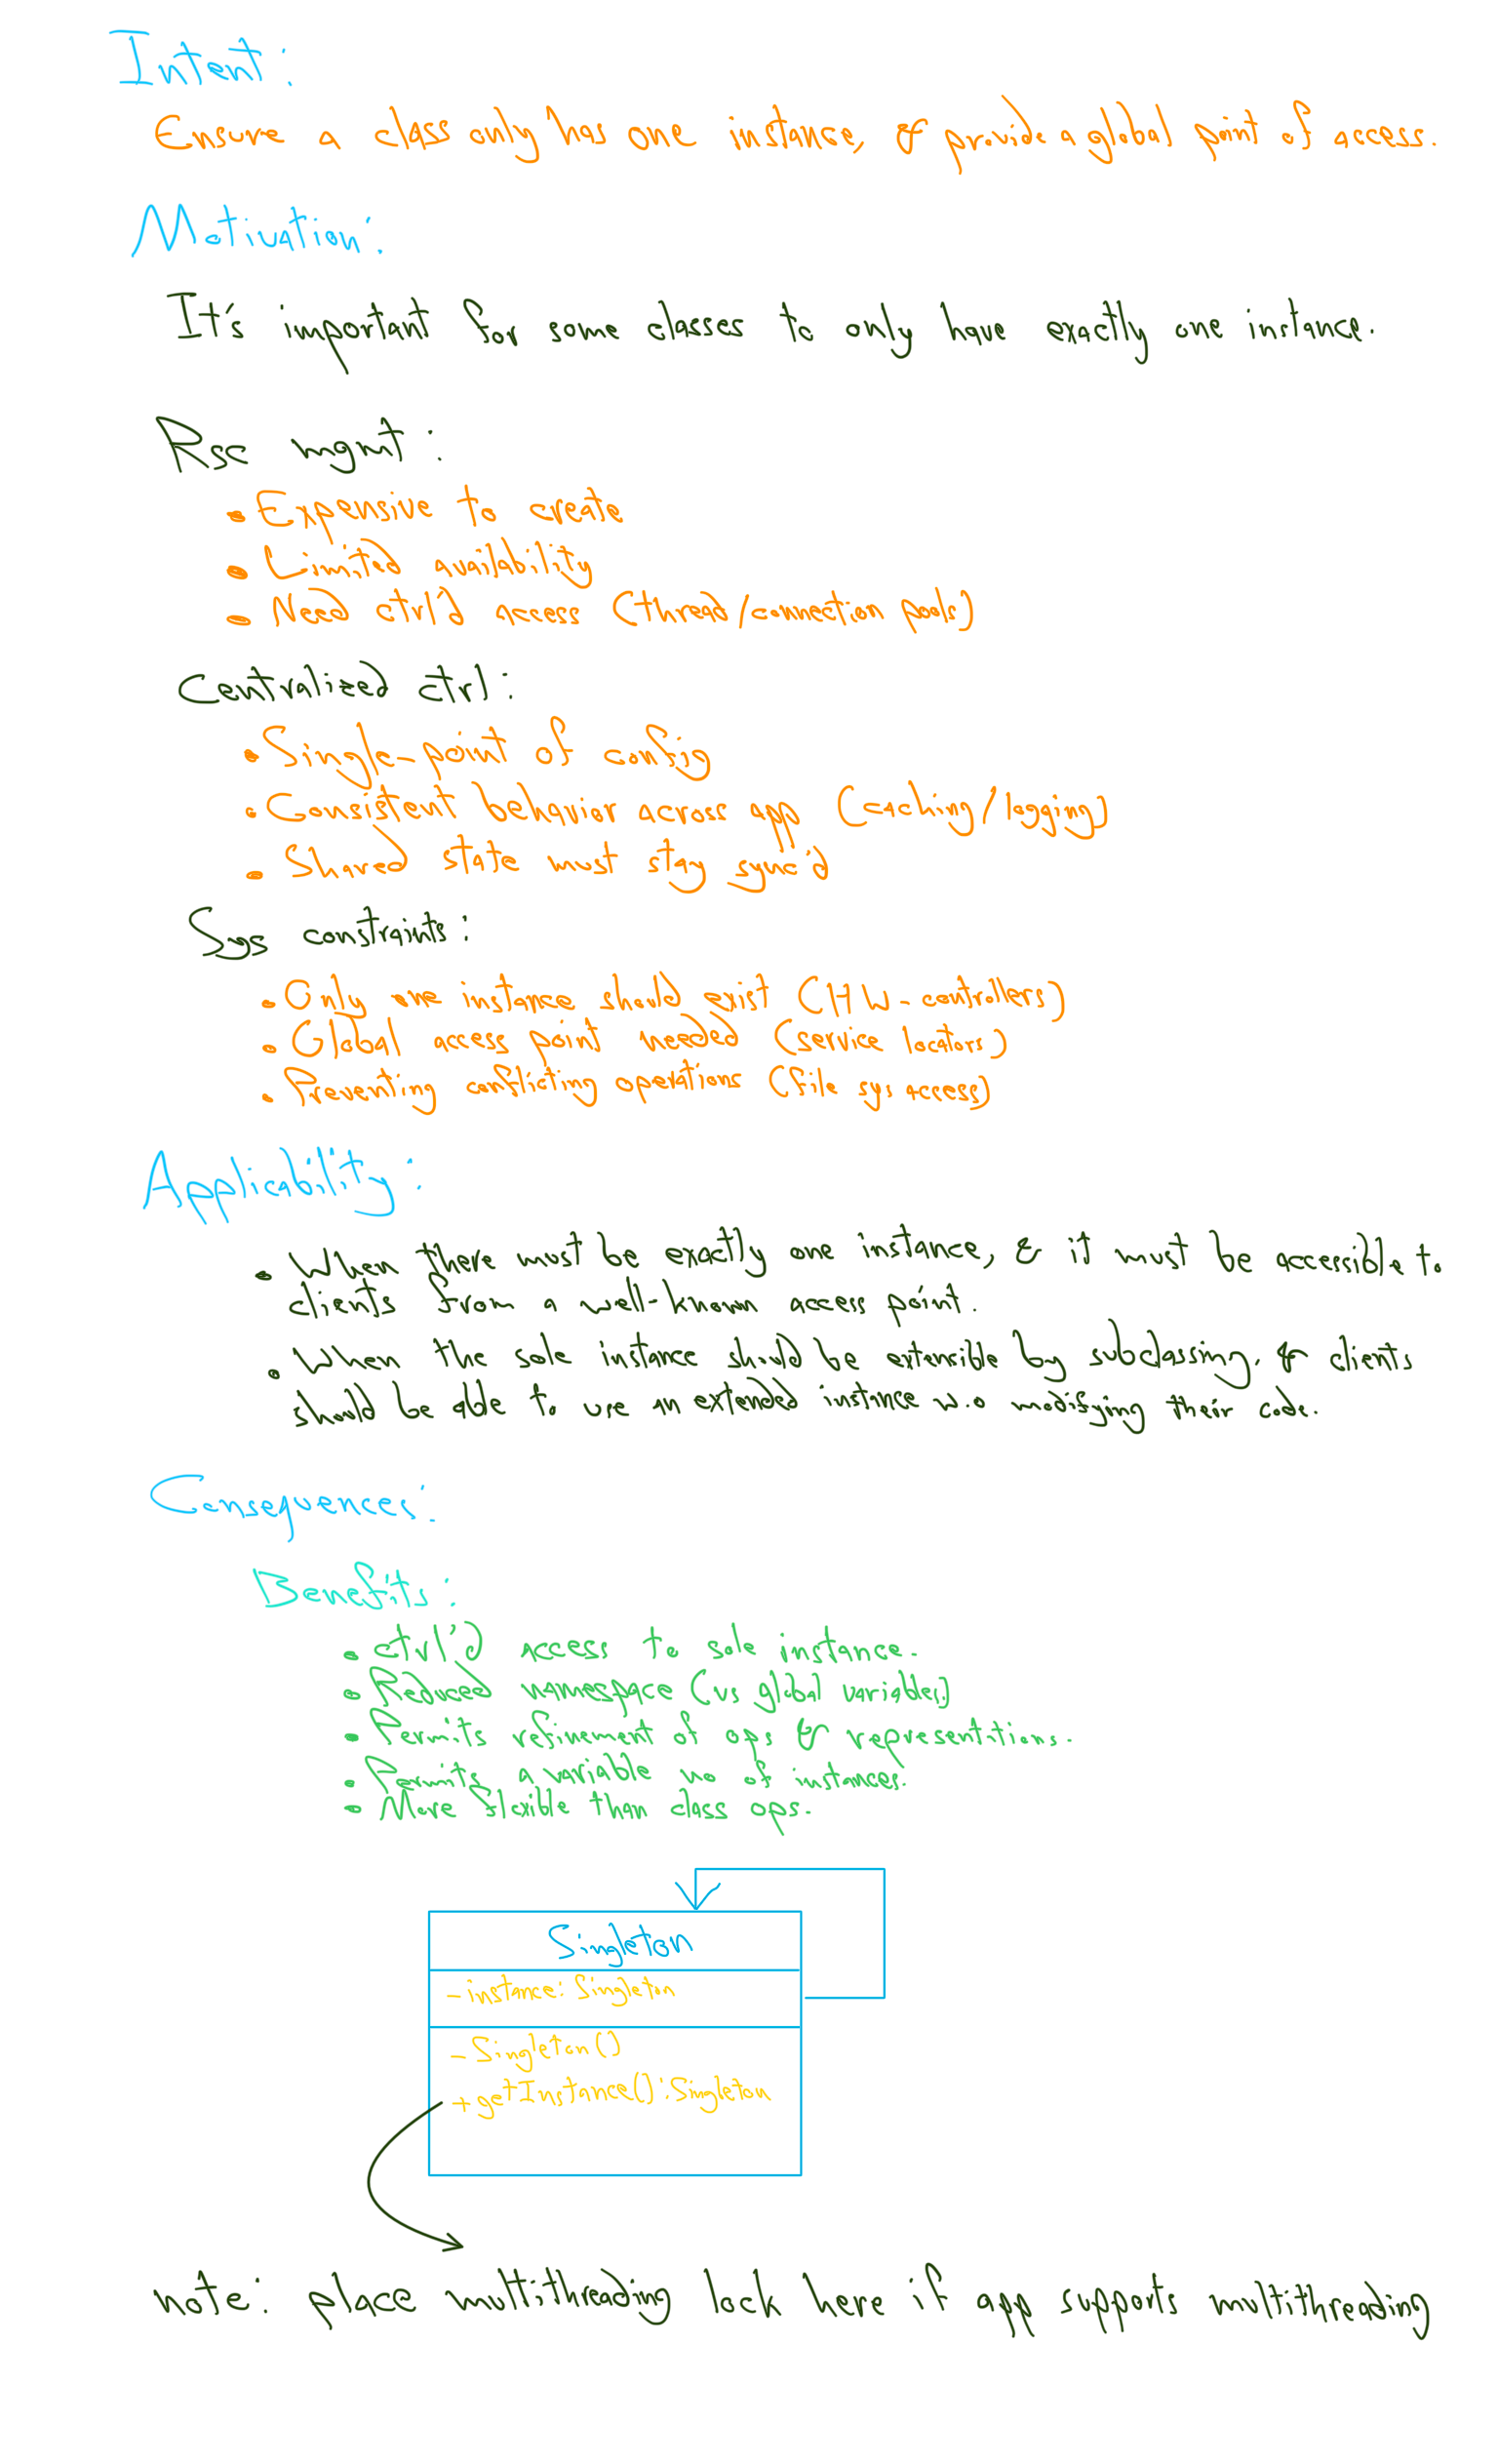 Intent:
Ensure a class only has one instance, & provide a global point of access.
Motivation:
It's important for some classes to only have exactly one instance.
Rsc mgmt:
• Expensive to create
• Limited availability
• Need ctrl'd access (thread/connection pools)
Centralized ctrl:
• Single-point of config
• Consistent behavior across app (caching/logging)
• Shared state must stay sync'd
Sys constraints:
• Only one instance should exist (HW-controllers)
• Global access point needed (service locators)
• Preventing conflicting operations (file sys access)
Applicability:
• When there must be exactly one instance, & it must be accessible to
clients from a well-known access point.
• When the sole instance should be extensible by subclassing, & clients
should be able to use an extended instance w.o modifying their code.
Consequences:
Benefits:
• ctrl'd access to sole instance.
• Reduced namespace (vs global variables)
• Permits refinement of ops & representitions.
• Permits a variable no of instances.
• More flexible than class ops.
Singleton
- instance: Singleton
- Singleton()
+ getInstance(): Singleton
note: place multithreading lock here if app supports multithreading